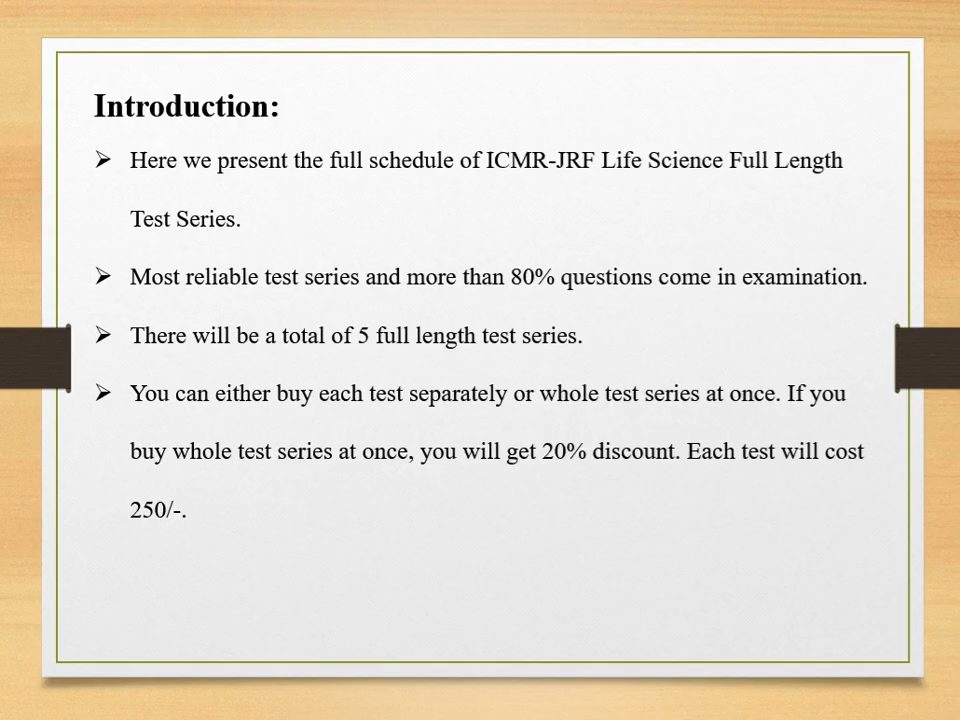 Introduction:
➢ Here we present the full schedule of ICMR-JRF Life Science Full Length
Test Series.
➢ Most reliable test series and more than 80% questions come in examination.
➢ There will be a total of 5 full length test series.
➢ You can either buy each test separately or whole test series at once. If you
buy whole test series at once, you will get 20% discount. Each test will cost
250/-.